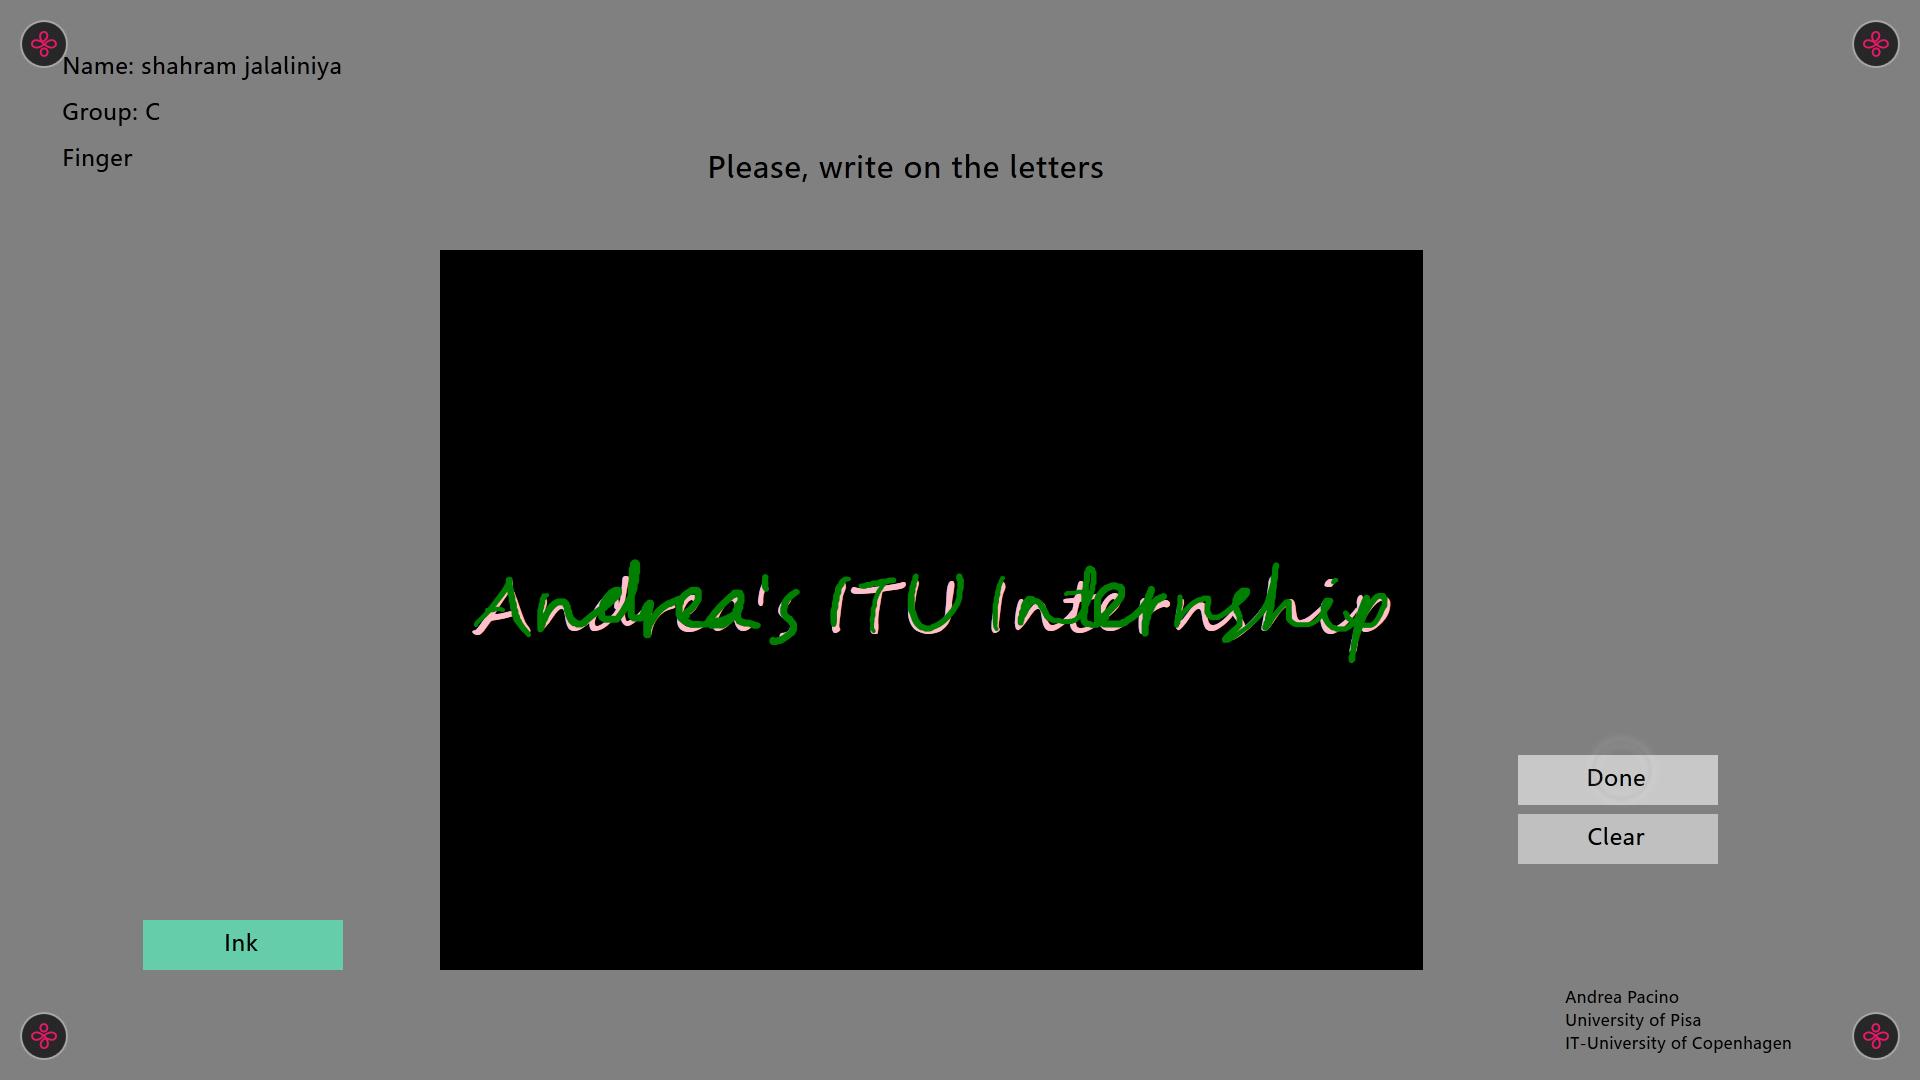 Name: shahram jalaliniya
Group: C
Finger
Please, write on the letters
Andrea's ITU Internship
Done
Clear
Ink
Andrea Pacino
University of Pisa
IT-University of Copenhagen